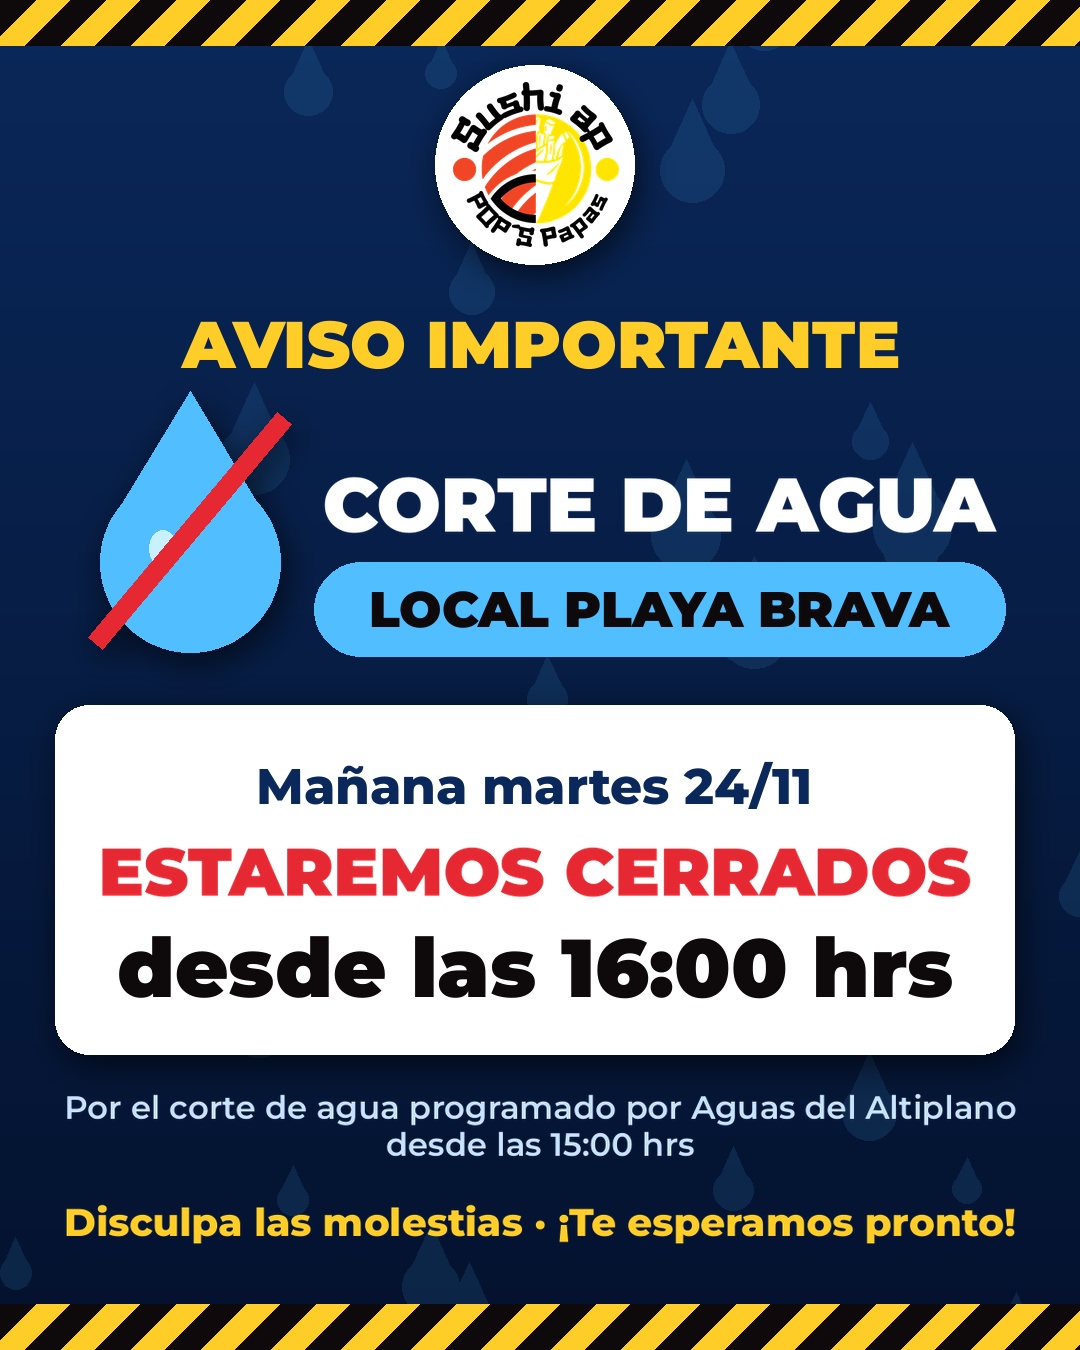 Sushi ap
POP'S Papas
AVISO IMPORTANTE
CORTE DE AGUA
LOCAL PLAYA BRAVA
Mañana martes 24/11
ESTAREMOS CERRADOS
desde las 16:00 hrs
Por el corte de agua programado por Aguas del Altiplano
desde las 15:00 hrs
Disculpa las molestias • ¡Te esperamos pronto!